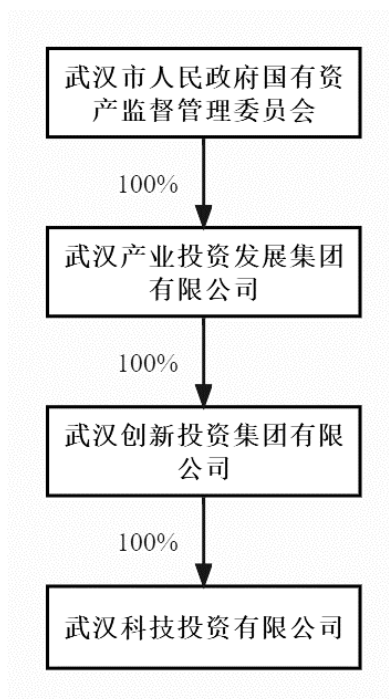 武汉市人民政府国有资
产监督管理委员会
100%
武汉产业投资发展集团
有限公司
100%
武汉创新投资集团有限
公司
100%
武汉科技投资有限公司